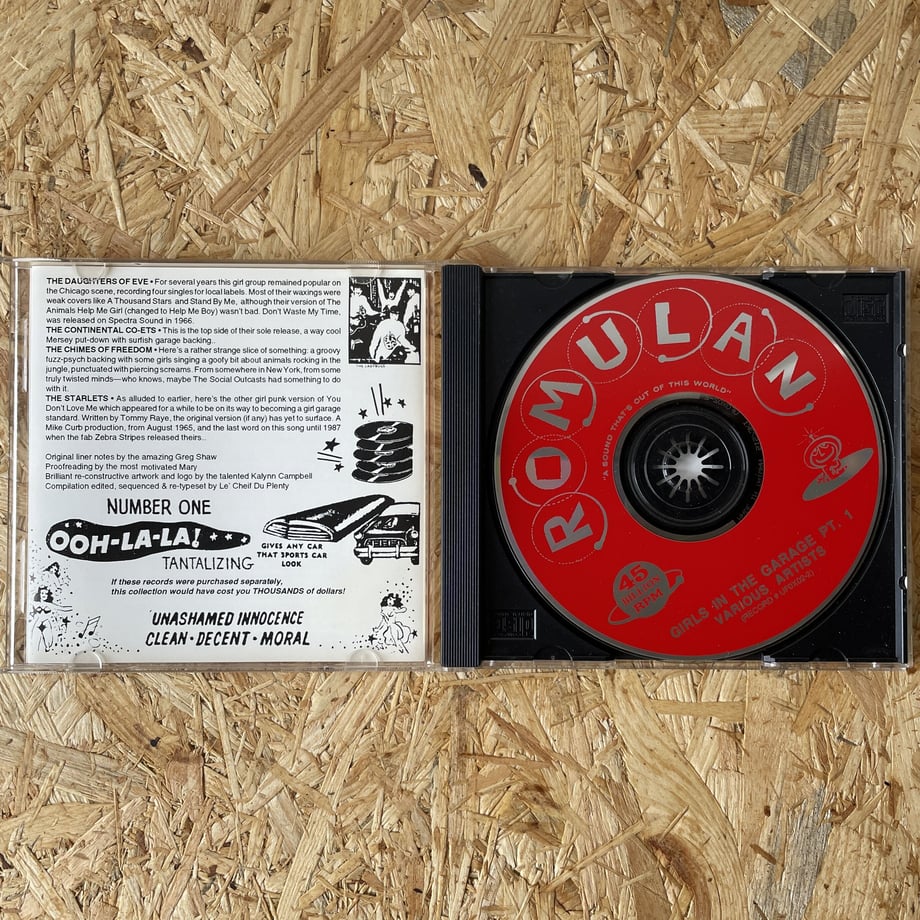 THE DAUGHTERS OF EVE • For several years this girl group remained popular on
the Chicago scene, recording four singles for local labels. Most of their waxings were
weak covers like A Thousand Stars and Stand By Me, although their version of The
Animals Help Me Girl (changed to Help Me Boy) wasn't bad. Don't Waste My Time,
was released on Spectra Sound in 1966.
THE CONTINENTAL CO-ETS • This is the top side of their sole release, a way cool
Mersey put-down with surfish garage backing..
THE CHIMES OF FREEDOM • Here's a rather strange slice of something: a groovy
fuzz-psych backing with some girls singing a goofy bit about animals rocking in the
jungle, punctuated with piercing screams. From somewhere in New York, from some
truly twisted minds—who knows, maybe The Social Outcasts had something to do
with it.
THE STARLETS • As alluded to earlier, here's the other girl punk version of You
Don't Love Me which appeared for a while to be on its way to becoming a girl garage
standard. Written by Tommy Raye, the original version (if any) has yet to surface. A
Mike Curb production, from August 1965, and the last word on this song until 1987
when the fab Zebra Stripes released theirs..
THE LADYBUGS
Original liner notes by the amazing Greg Shaw
Proofreading by the most motivated Mary
Brilliant re-constructive artwork and logo by the talented Kalynn Campbell
Compilation edited, sequenced & re-typeset by Le' Cheif Du Plenty
NUMBER ONE
OOH-LA-LA!
TANTALIZING
GIVES ANY CAR
THAT SPORTS CAR
LOOK
If these records were purchased separately,
this collection would have cost you THOUSANDS of dollars!
UNASHAMED INNOCENCE
CLEAN • DECENT • MORAL
ROMULAN
"A SOUND THAT'S OUT OF THIS WORLD"
45
RPM
GIRLS IN THE GARAGE PT. 1
VARIOUS ARTISTS
(RECORD # UFOX02-X)